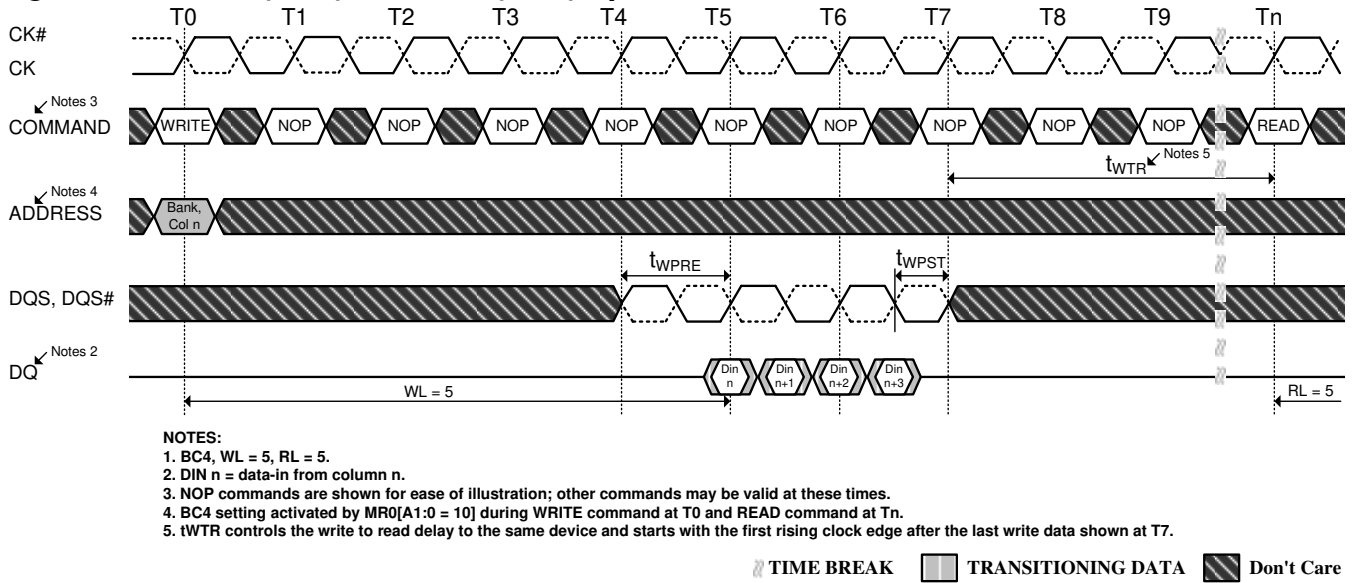 T0 T1 T2 T3 T4 T5 T6 T7 T8 T9 Tn
CK#
CK
Notes 3
COMMAND WRITE NOP NOP NOP NOP NOP NOP NOP NOP NOP READ
tWTR Notes 5
Notes 4
ADDRESS
Bank,
Col n
tWPRE tWPST
DQS, DQS#
Notes 2
DQ
Din
n
Din
n+1
Din
n+2
Din
n+3
WL = 5 RL = 5
NOTES:
1. BC4, WL = 5, RL = 5.
2. DIN n = data-in from column n.
3. NOP commands are shown for ease of illustration; other commands may be valid at these times.
4. BC4 setting activated by MR0[A1:0 = 10] during WRITE command at T0 and READ command at Tn.
5. tWTR controls the write to read delay to the same device and starts with the first rising clock edge after the last write data shown at T7.
TIME BREAK TRANSITIONING DATA Don't Care